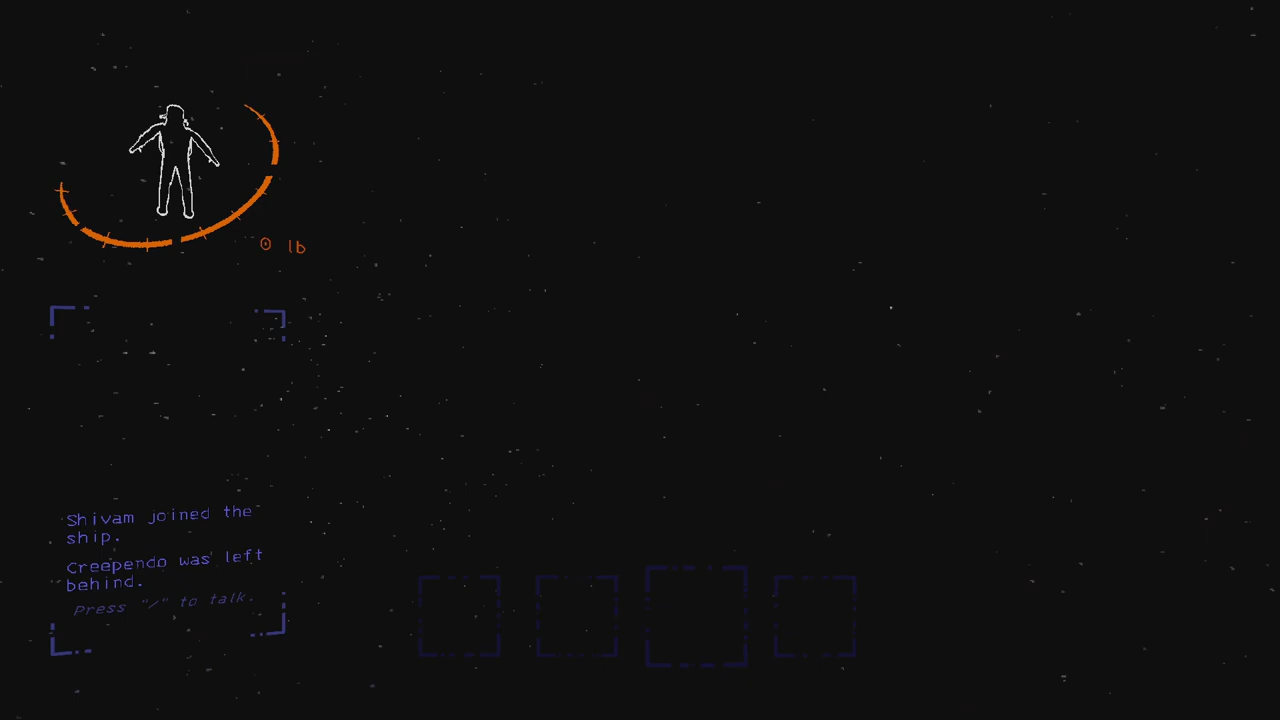 0 lb
Shivam joined the
ship.
Creependo was left
behind.
Press "/" to talk.